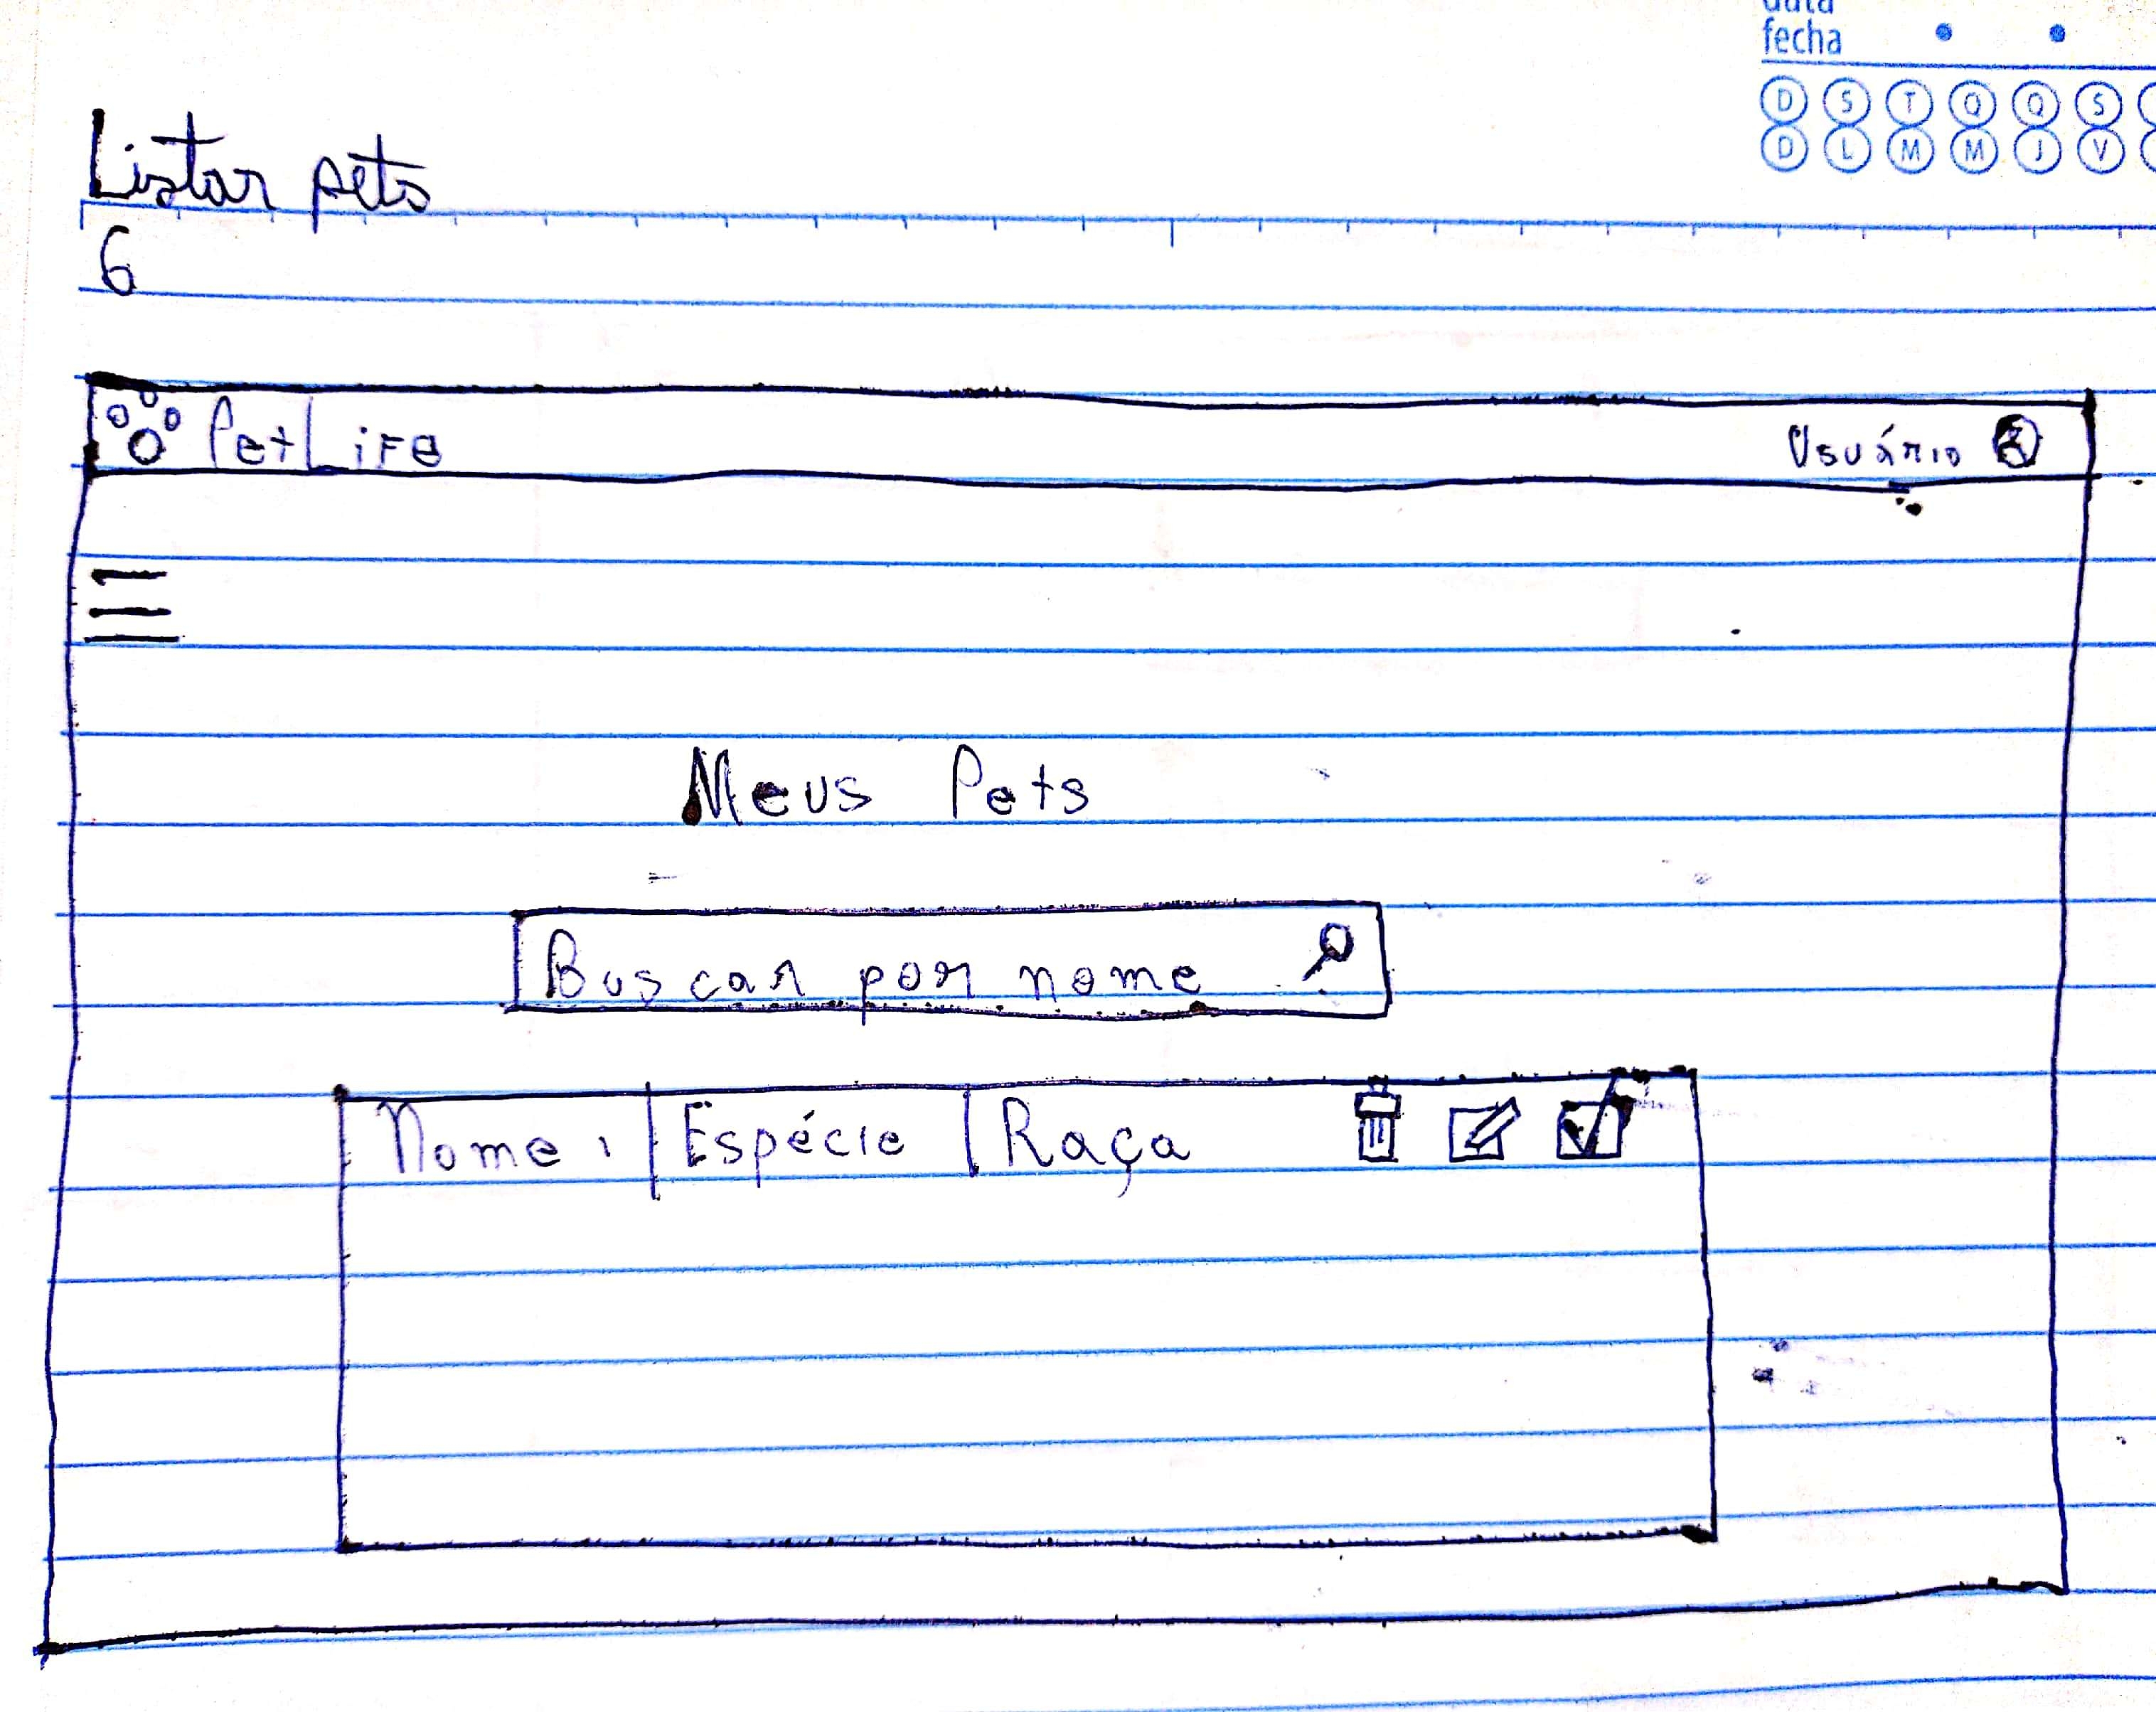 data
fecha
D S T Q Q S
D L M M J V
Listar pets
6
PetLife Usuário
Meus Pets
Buscar por nome
Nome: Espécie Raça